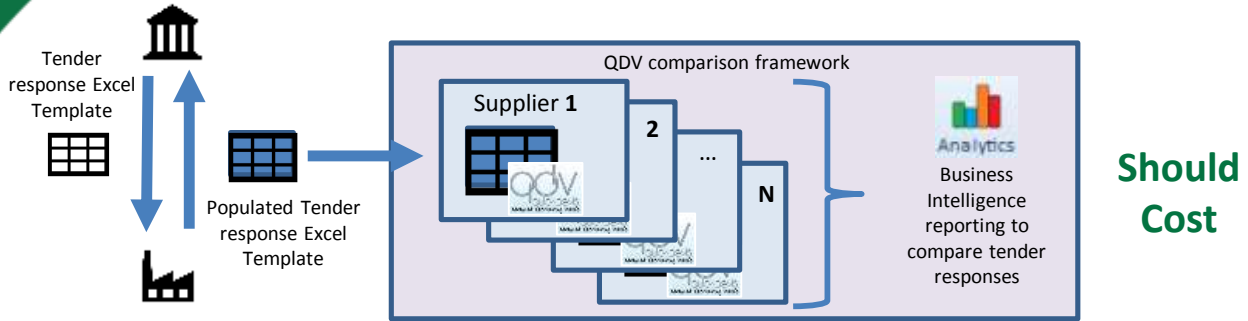 Tender
response Excel
Template
Populated Tender
response Excel
Template
QDV comparison framework
Supplier 1
qdv
2
...
N
Analytics
Business
Intelligence
reporting to
compare tender
responses
Should
Cost